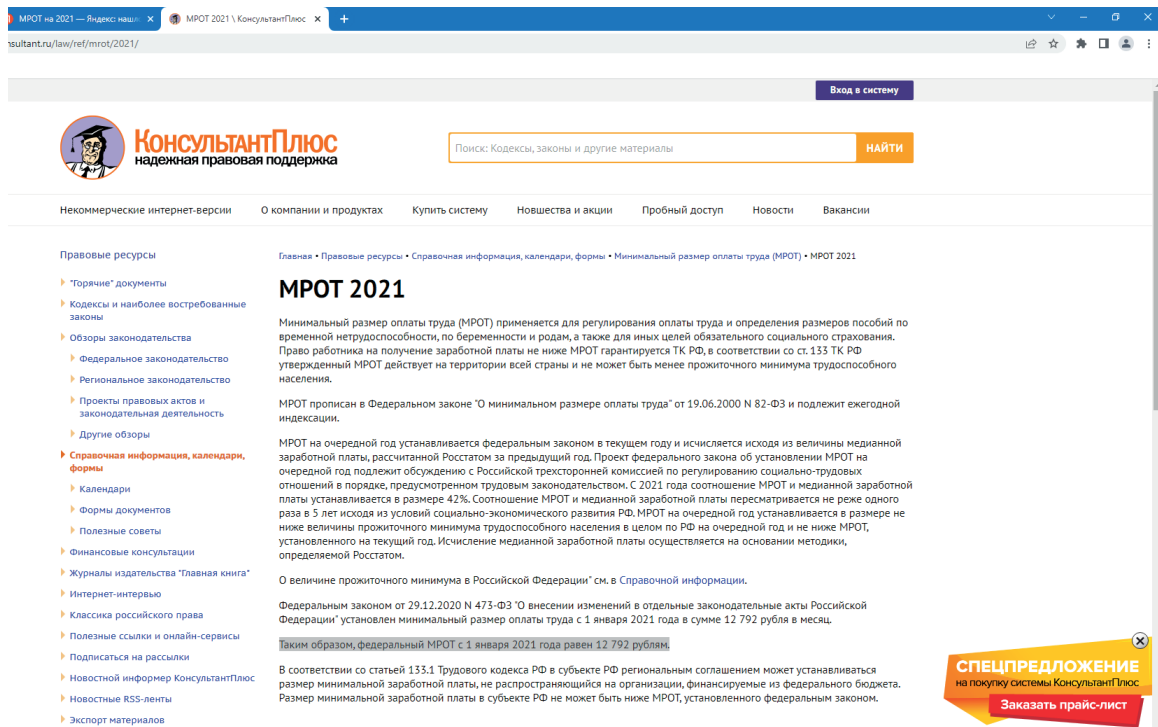 МРОТ на 2021 — Яндекс: нашл
МРОТ 2021 \ КонсультантПлюс
nsultant.ru/law/ref/mrot/2021/
Вход в систему
КонсультантПлюс
надежная правовая поддержка
Поиск: Кодексы, законы и другие материалы
НАЙТИ
Некоммерческие интернет-версии О компании и продуктах Купить систему Новшества и акции Пробный доступ Новости Вакансии
Правовые ресурсы
"Горячие" документы
Кодексы и наиболее востребованные
законы
Обзоры законодательства
Федеральное законодательство
Региональное законодательство
Проекты правовых актов и
законодательная деятельность
Другие обзоры
Справочная информация, календари,
формы
Календари
Формы документов
Полезные советы
Финансовые консультации
Журналы издательства "Главная книга"
Интернет-интервью
Классика российского права
Полезные ссылки и онлайн-сервисы
Подписаться на рассылки
Новостной информер КонсультантПлюс
Новостные RSS-ленты
Экспорт материалов
Главная • Правовые ресурсы • Справочная информация, календари, формы • Минимальный размер оплаты труда (МРОТ) • МРОТ 2021
МРОТ 2021
Минимальный размер оплаты труда (МРОТ) применяется для регулирования оплаты труда и определения размеров пособий по
временной нетрудоспособности, по беременности и родам, а также для иных целей обязательного социального страхования.
Право работника на получение заработной платы не ниже МРОТ гарантируется ТК РФ, в соответствии со ст. 133 ТК РФ
утвержденный МРОТ действует на территории всей страны и не может быть менее прожиточного минимума трудоспособного
населения.
МРОТ прописан в Федеральном законе "О минимальном размере оплаты труда" от 19.06.2000 N 82-ФЗ и подлежит ежегодной
индексации.
МРОТ на очередной год устанавливается федеральным законом в текущем году и исчисляется исходя из величины медианной
заработной платы, рассчитанной Росстатом за предыдущий год. Проект федерального закона об установлении МРОТ на
очередной год подлежит обсуждению с Российской трехсторонней комиссией по регулированию социально-трудовых
отношений в порядке, предусмотренном трудовым законодательством. С 2021 года соотношение МРОТ и медианной заработной
платы устанавливается в размере 42%. Соотношение МРОТ и медианной заработной платы пересматривается не реже одного
раза в 5 лет исходя из условий социально-экономического развития РФ. МРОТ на очередной год устанавливается в размере не
ниже величины прожиточного минимума трудоспособного населения в целом по РФ на очередной год и не ниже МРОТ,
установленного на текущий год. Исчисление медианной заработной платы осуществляется на основании методики,
определяемой Росстатом.
О величине прожиточного минимума в Российской Федерации" см. в Справочной информации.
Федеральным законом от 29.12.2020 N 473-ФЗ "О внесении изменений в отдельные законодательные акты Российской
Федерации" установлен минимальный размер оплаты труда с 1 января 2021 года в сумме 12 792 рубля в месяц.
Таким образом, федеральный МРОТ с 1 января 2021 года равен 12 792 рублям.
В соответствии со статьей 133.1 Трудового кодекса РФ в субъекте РФ региональным соглашением может устанавливаться
размер минимальной заработной платы, не распространяющийся на организации, финансируемые из федерального бюджета.
Размер минимальной заработной платы в субъекте РФ не может быть ниже МРОТ, установленного федеральным законом.
СПЕЦПРЕДЛОЖЕНИЕ
на покупку системы КонсультантПлюс
Заказать прайс-лист